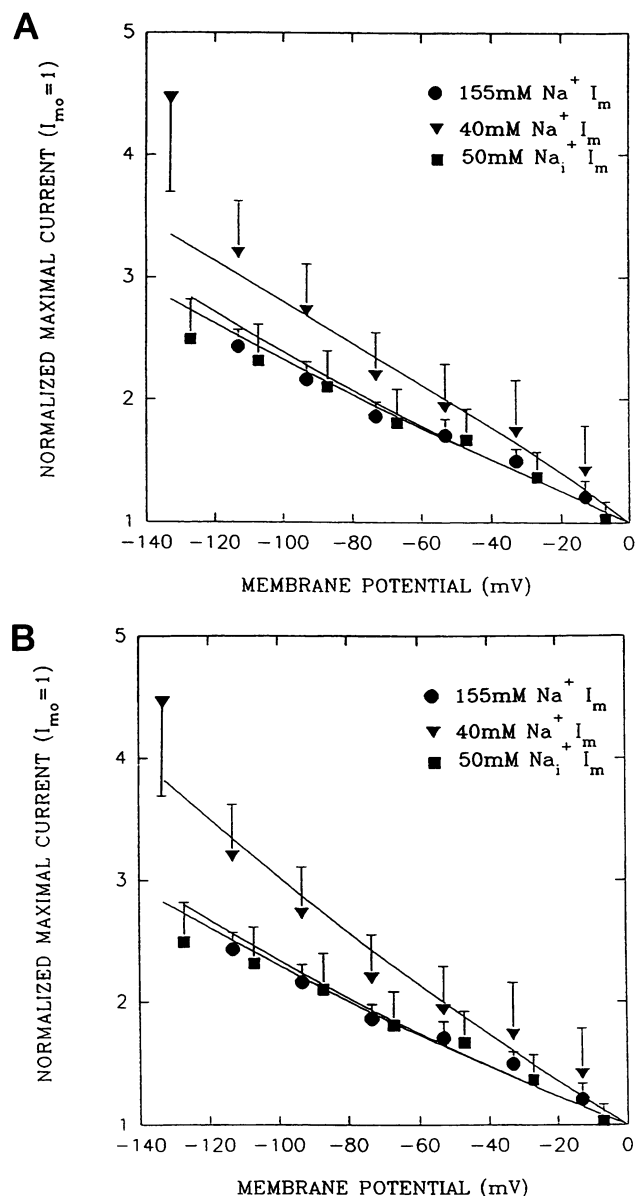 A
5
4
3
2
1
NORMALIZED MAXIMAL CURRENT (Imo=1)
● 155mM Na+ Im
▼ 40mM Na+ Im
■ 50mM Nai+ Im
−140 −120 −100 −80 −60 −40 −20 0
MEMBRANE POTENTIAL (mV)
B
5
4
3
2
1
NORMALIZED MAXIMAL CURRENT (Imo=1)
● 155mM Na+ Im
▼ 40mM Na+ Im
■ 50mM Nai+ Im
−140 −120 −100 −80 −60 −40 −20 0
MEMBRANE POTENTIAL (mV)